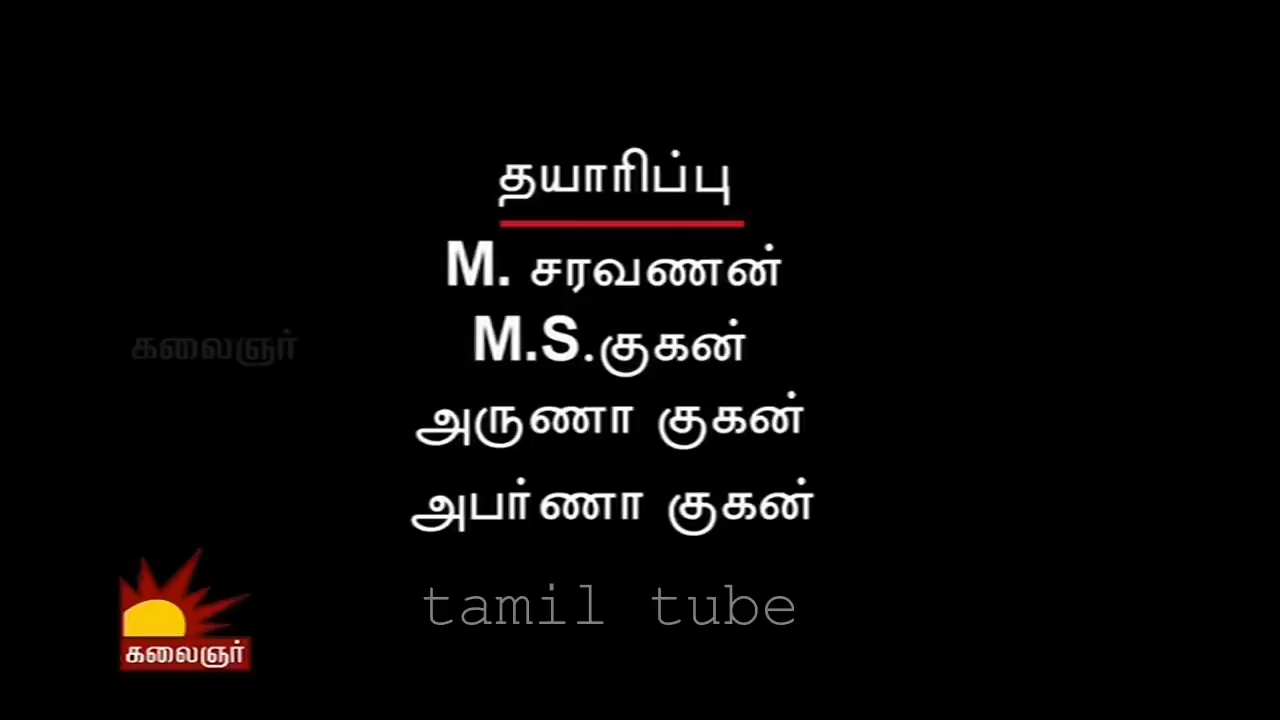 தயாரிப்பு
M. சரவணன்
M.S.குகன்
கலைஞர்
அருணா குகன்
அபர்ணா குகன்
tamil tube
கலைஞர்